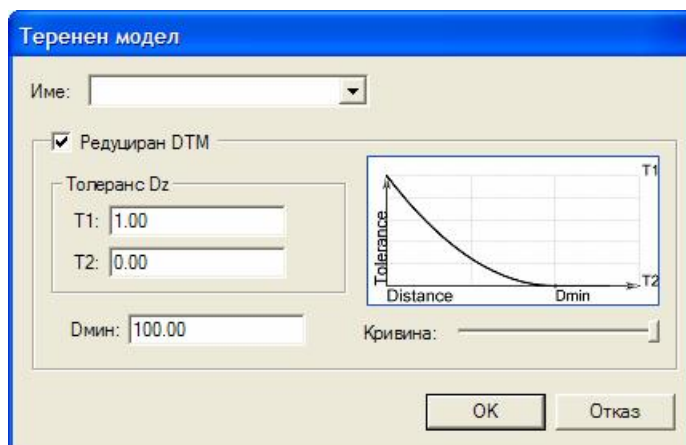 Теренен модел
Име:
Редуциран DTM
Толеранс Dz
T1: 1.00
T2: 0.00
Dмин: 100.00
T1
Tolerance
T2
Distance Dmin
Кривина:
OK Отказ